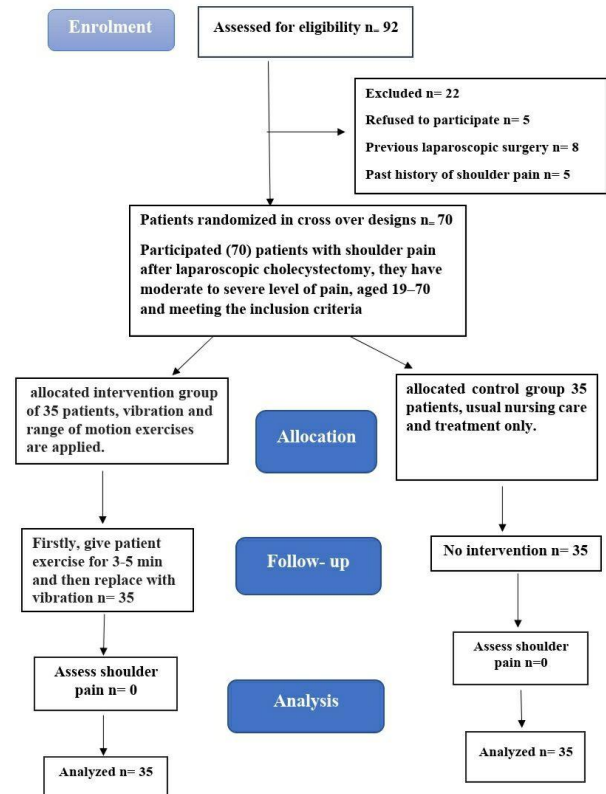 Enrolment
Assessed for eligibility n= 92
Excluded n= 22
Refused to participate n= 5
Previous laparoscopic surgery n= 8
Past history of shoulder pain n= 5
Patients randomized in cross over designs n= 70
Participated (70) patients with shoulder pain
after laparoscopic cholecystectomy, they have
moderate to severe level of pain, aged 19–70
and meeting the inclusion criteria
allocated intervention group
of 35 patients, vibration and
range of motion exercises
are applied.
Allocation
allocated control group 35
patients, usual nursing care
and treatment only.
Firstly, give patient
exercise for 3-5 min
and then replace with
vibration n= 35
Follow- up
No intervention n= 35
Assess shoulder
pain n= 0
Analysis
Assess shoulder
pain n=0
Analyzed n= 35
Analyzed n= 35